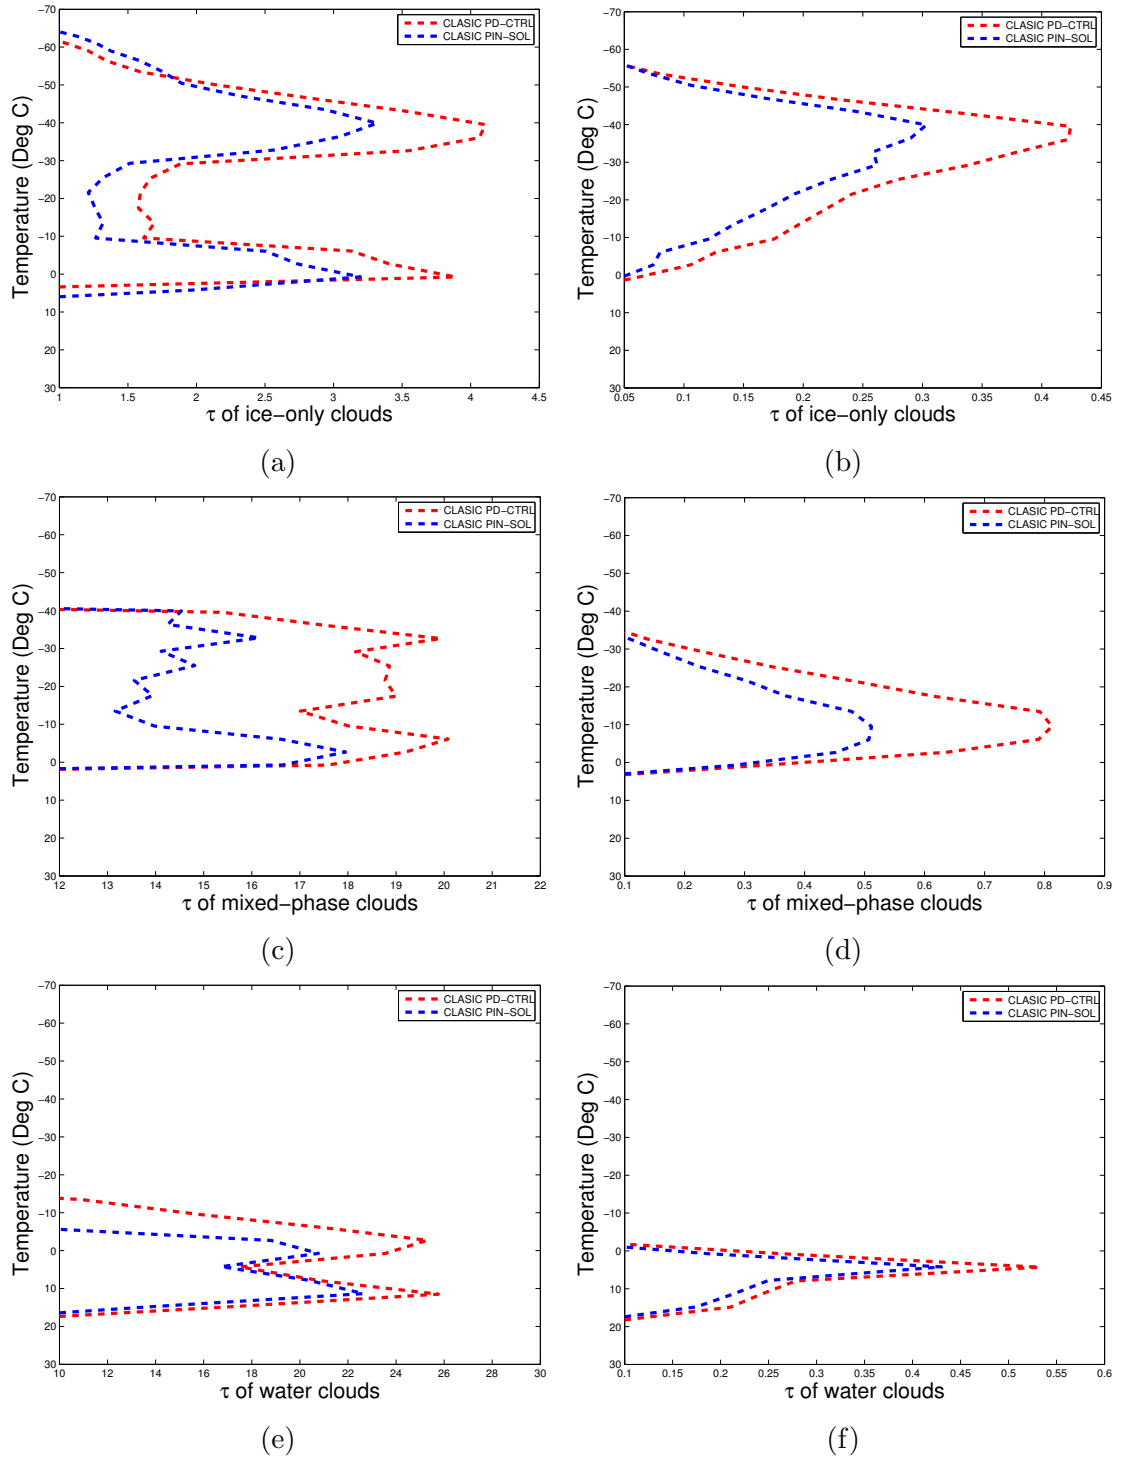 -70
-60
-50
-40
-30
-20
-10
0
10
20
30
Temperature (Deg C)
CLASIC PD-CTRL
CLASIC PIN-SOL
1 1.5 2 2.5 3 3.5 4 4.5
τ of ice-only clouds
(a)
-70
-60
-50
-40
-30
-20
-10
0
10
20
30
Temperature (Deg C)
CLASIC PD-CTRL
CLASIC PIN-SOL
0.05 0.1 0.15 0.2 0.25 0.3 0.35 0.4 0.45
τ of ice-only clouds
(b)
-70
-60
-50
-40
-30
-20
-10
0
10
20
30
Temperature (Deg C)
CLASIC PD-CTRL
CLASIC PIN-SOL
12 13 14 15 16 17 18 19 20 21 22
τ of mixed-phase clouds
(c)
-70
-60
-50
-40
-30
-20
-10
0
10
20
30
Temperature (Deg C)
CLASIC PD-CTRL
CLASIC PIN-SOL
0.1 0.2 0.3 0.4 0.5 0.6 0.7 0.8 0.9
τ of mixed-phase clouds
(d)
-70
-60
-50
-40
-30
-20
-10
0
10
20
30
Temperature (Deg C)
CLASIC PD-CTRL
CLASIC PIN-SOL
10 12 14 16 18 20 22 24 26 28 30
τ of water clouds
(e)
-70
-60
-50
-40
-30
-20
-10
0
10
20
30
Temperature (Deg C)
CLASIC PD-CTRL
CLASIC PIN-SOL
0.1 0.15 0.2 0.25 0.3 0.35 0.4 0.45 0.5 0.55 0.6
τ of water clouds
(f)